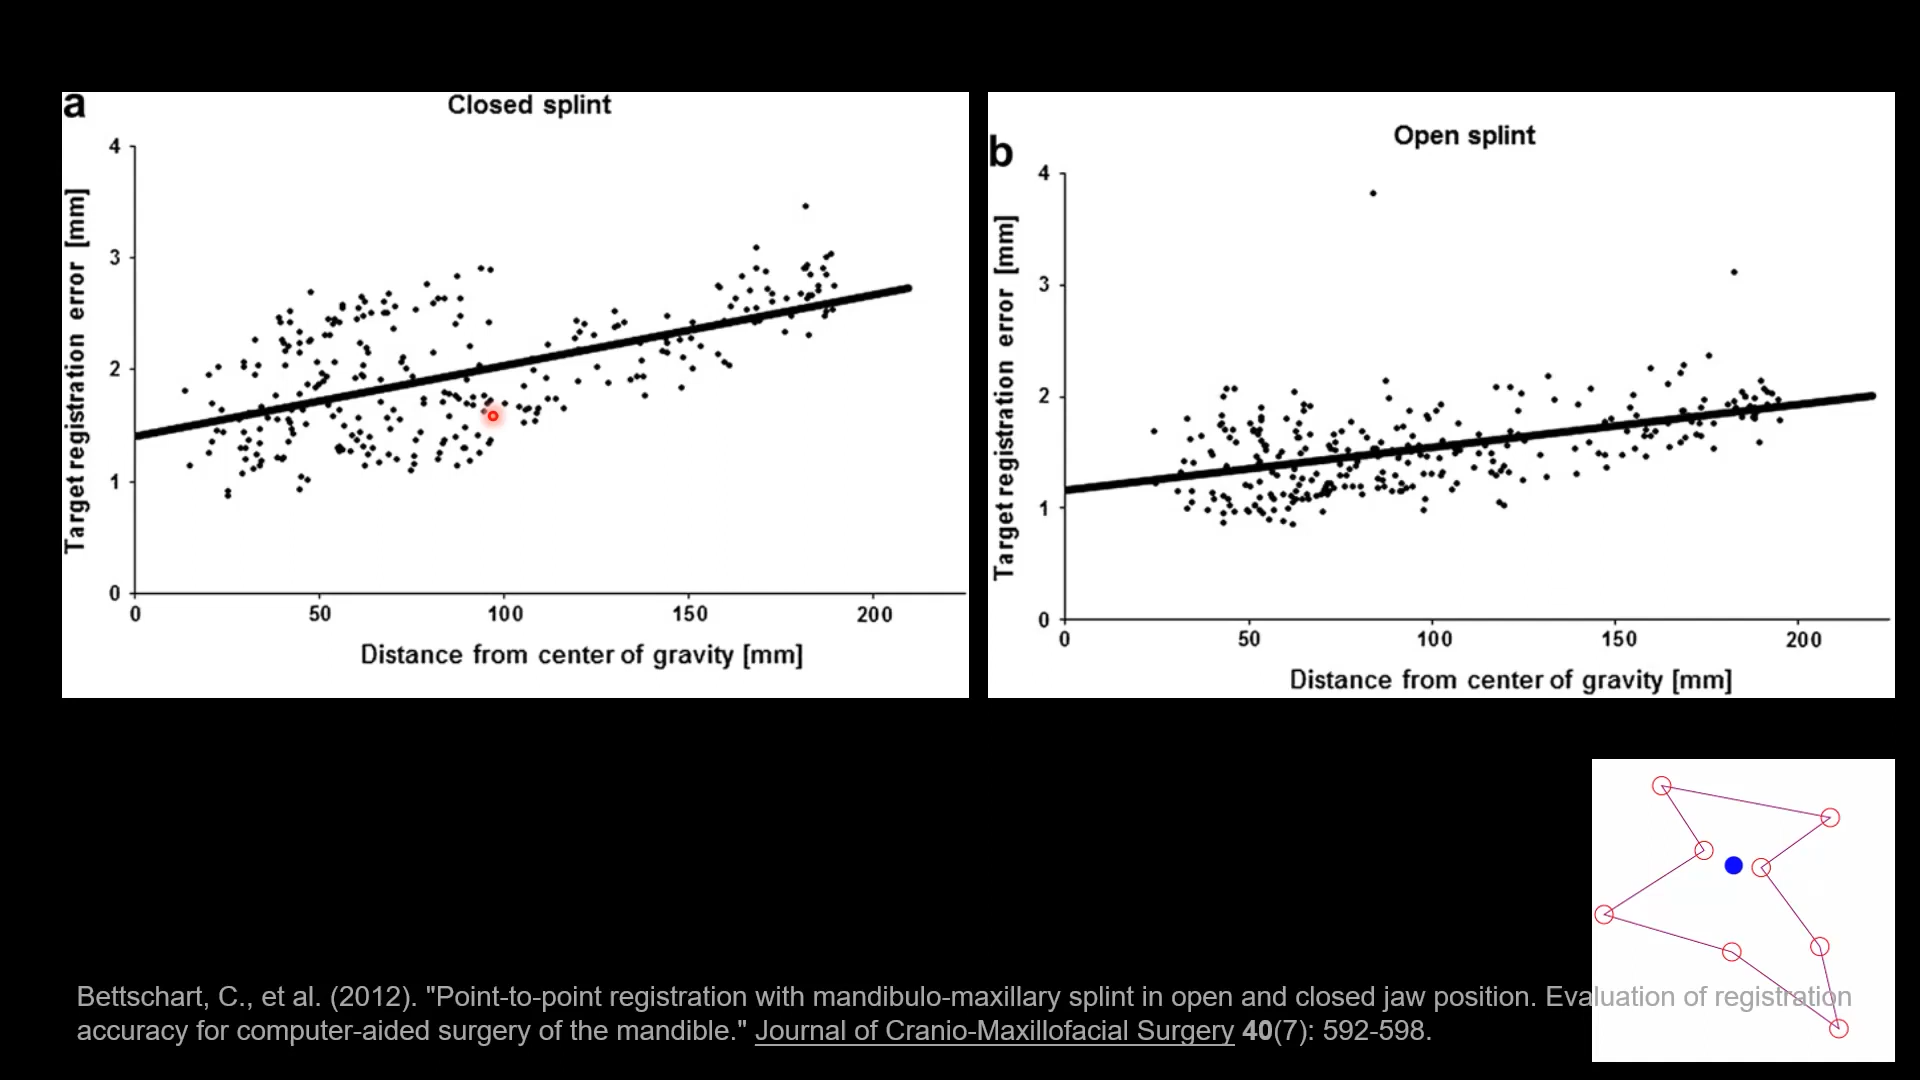 a
Closed splint
4
3
2
1
0
Target registration error [mm]
0 50 100 150 200
Distance from center of gravity [mm]
b
Open splint
4
3
2
1
0
Target registration error [mm]
0 50 100 150 200
Distance from center of gravity [mm]
Bettschart, C., et al. (2012). "Point-to-point registration with mandibulo-maxillary splint in open and closed jaw position. Evaluation of registration
accuracy for computer-aided surgery of the mandible." Journal of Cranio-Maxillofacial Surgery 40(7): 592-598.